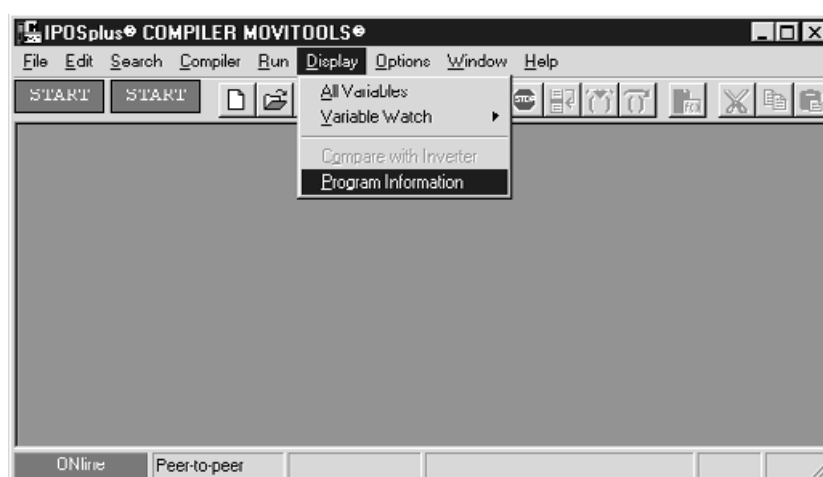 IPOSplus® COMPILER MOVITOOLS®
File Edit Search Compiler Run Display Options Window Help
START START
All Variables
Variable Watch
Compare with Inverter
Program Information
ONline Peer-to-peer